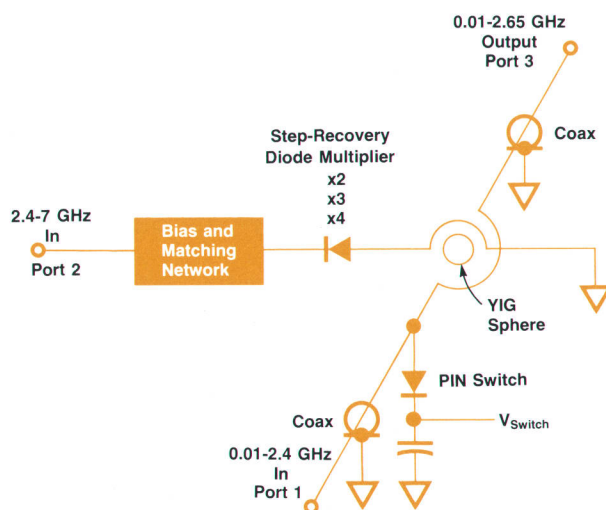 0.01-2.65 GHz
Output
Port 3
Coax
Step-Recovery
Diode Multiplier
x2
x3
x4
2.4-7 GHz
In
Port 2
Bias and
Matching
Network
YIG
Sphere
PIN Switch
VSwitch
Coax
0.01-2.4 GHz
In
Port 1